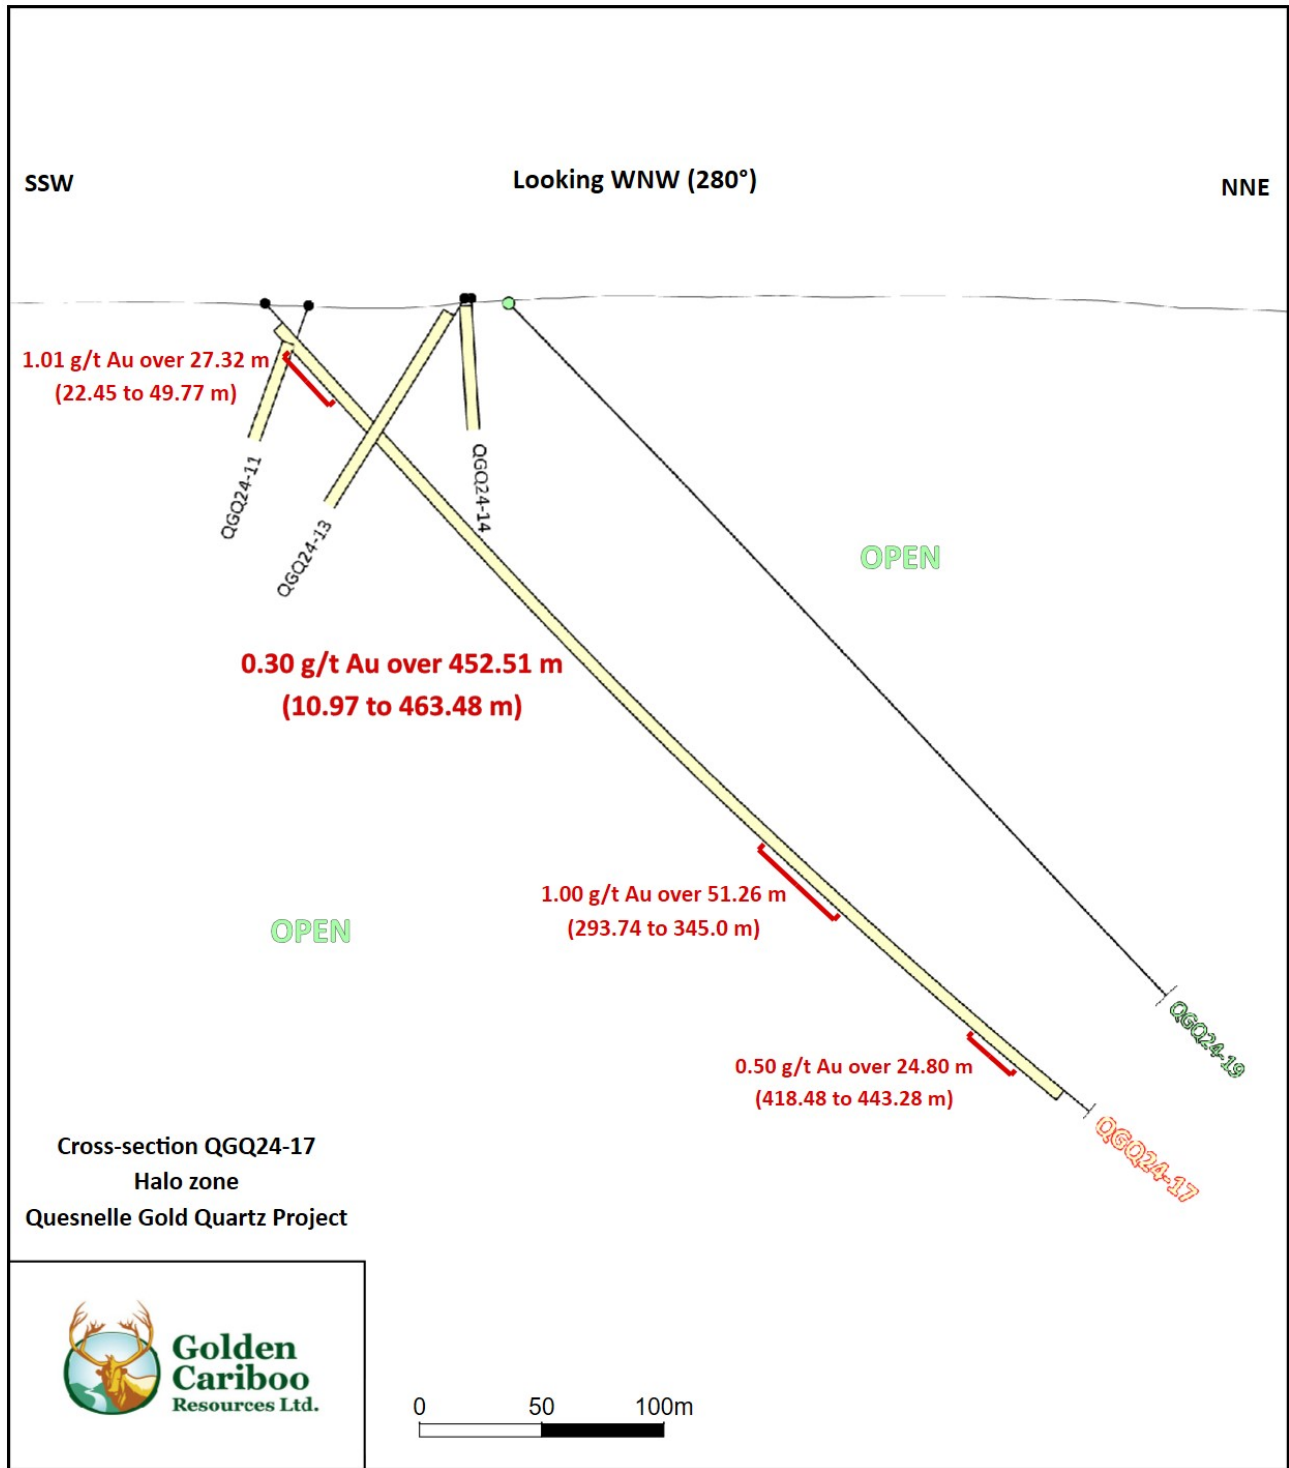 SSW
Looking WNW (280°)
NNE
1.01 g/t Au over 27.32 m
(22.45 to 49.77 m)
QGQ24-11
QGQ24-13
QGQ24-14
OPEN
0.30 g/t Au over 452.51 m
(10.97 to 463.48 m)
1.00 g/t Au over 51.26 m
(293.74 to 345.0 m)
OPEN
QGQ24-19
0.50 g/t Au over 24.80 m
(418.48 to 443.28 m)
QGQ24-17
Cross-section QGQ24-17
Halo zone
Quesnelle Gold Quartz Project
Golden
Cariboo
Resources Ltd.
0 50 100m